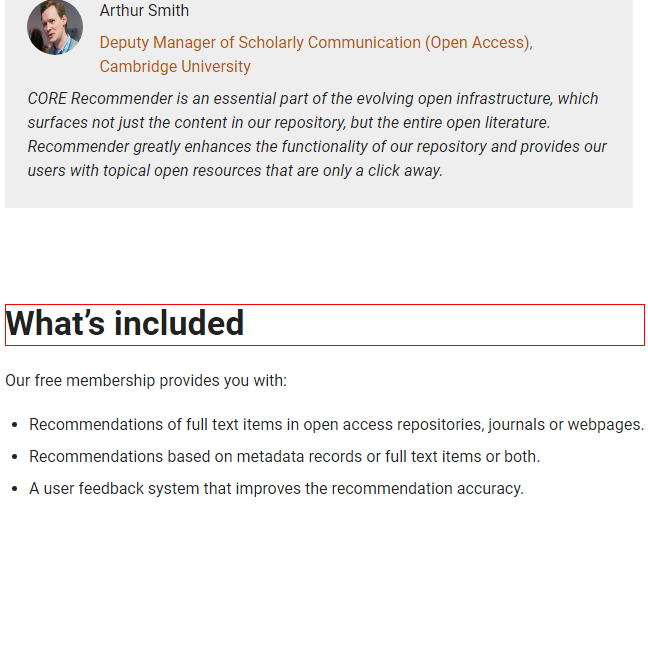 Arthur Smith
Deputy Manager of Scholarly Communication (Open Access),
Cambridge University
CORE Recommender is an essential part of the evolving open infrastructure, which
surfaces not just the content in our repository, but the entire open literature.
Recommender greatly enhances the functionality of our repository and provides our
users with topical open resources that are only a click away.
What’s included
Our free membership provides you with:
• Recommendations of full text items in open access repositories, journals or webpages.
• Recommendations based on metadata records or full text items or both.
• A user feedback system that improves the recommendation accuracy.